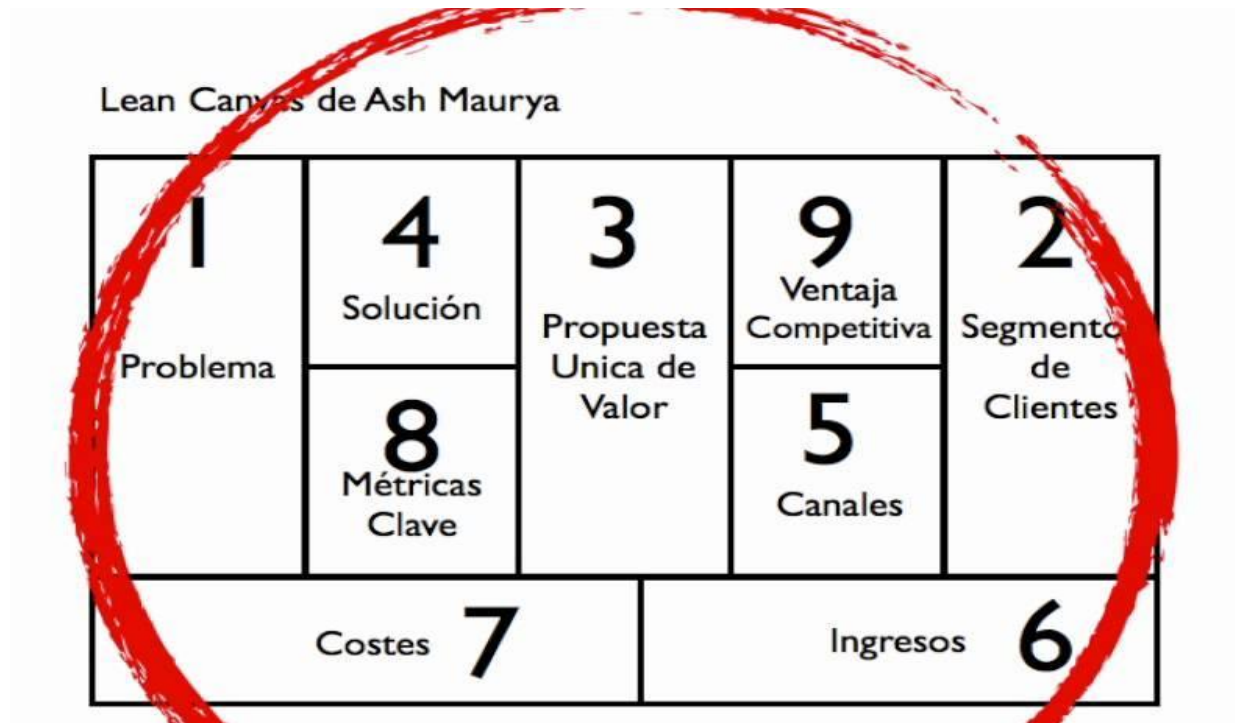 Lean Canvas de Ash Maurya
1
Problema
4
Solución
8
Métricas
Clave
3
Propuesta
Unica de
Valor
9
Ventaja
Competitiva
5
Canales
2
Segmento
de
Clientes
Costes 7
Ingresos 6